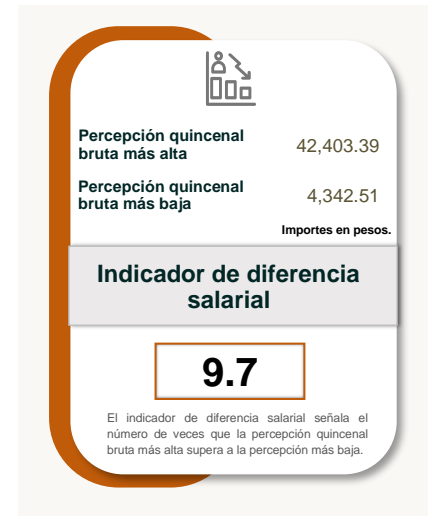 Percepción quincenal
bruta más alta
42,403.39
Percepción quincenal
bruta más baja
4,342.51
Importes en pesos.
Indicador de diferencia
salarial
9.7
El indicador de diferencia salarial señala el
número de veces que la percepción quincenal
bruta más alta supera a la percepción más baja.